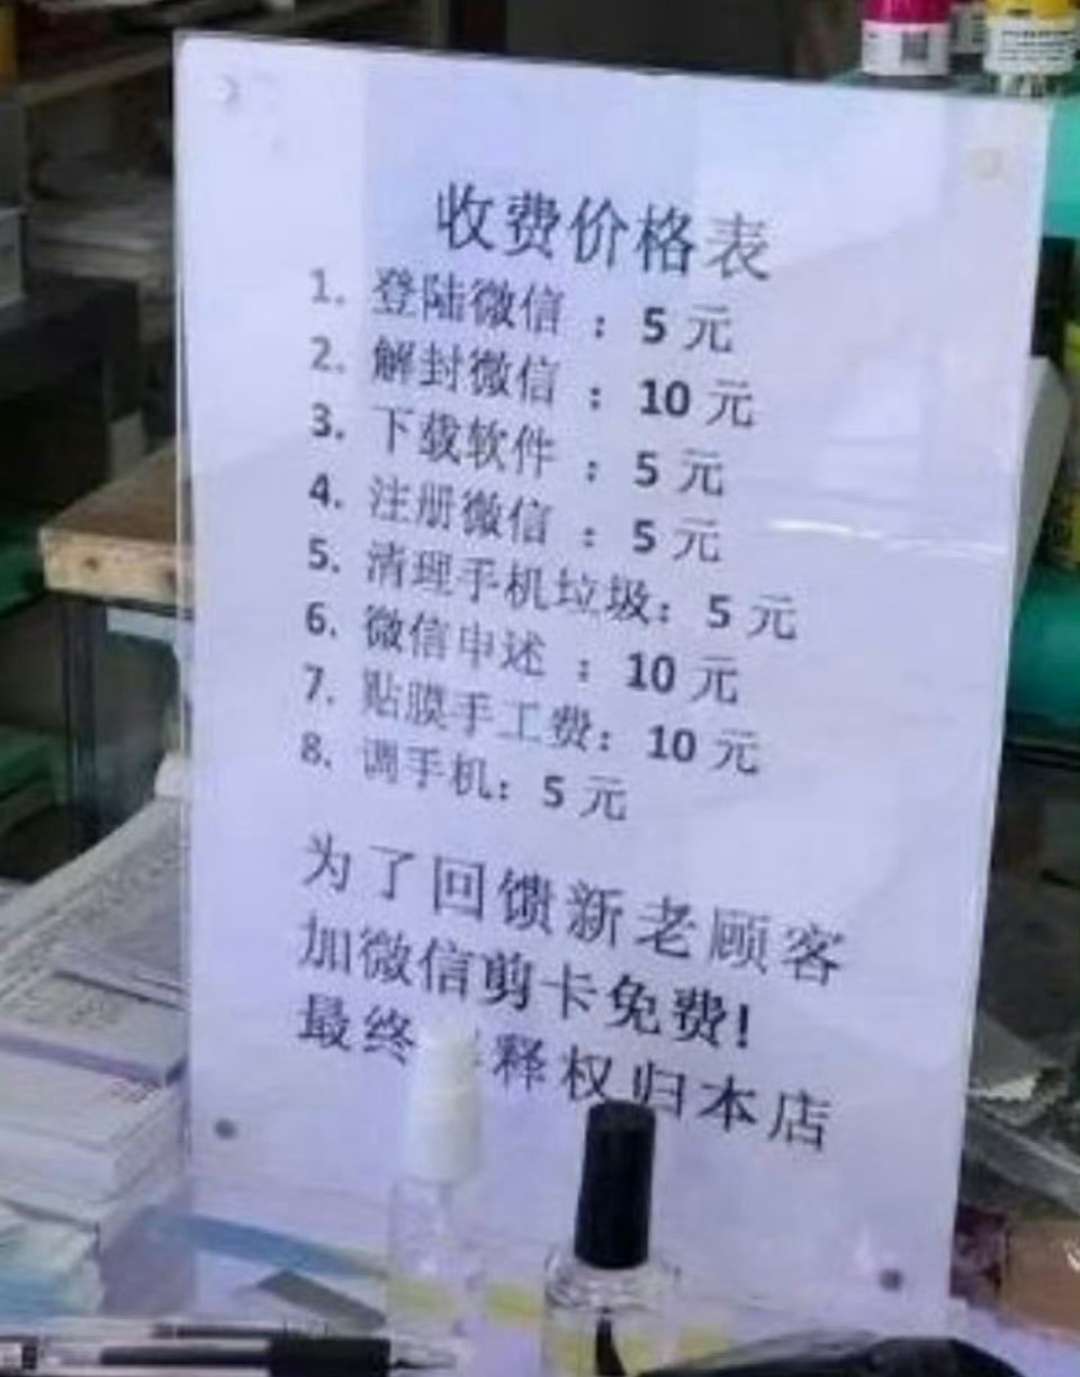 收费价格表
1. 登陆微信 : 5 元
2. 解封微信 : 10 元
3. 下载软件 : 5 元
4. 注册微信 : 5 元
5. 清理手机垃圾: 5 元
6. 微信申述 : 10 元
7. 贴膜手工费: 10 元
8. 调手机: 5 元
为了回馈新老顾客
加微信剪卡免费!
最终 释权归本店